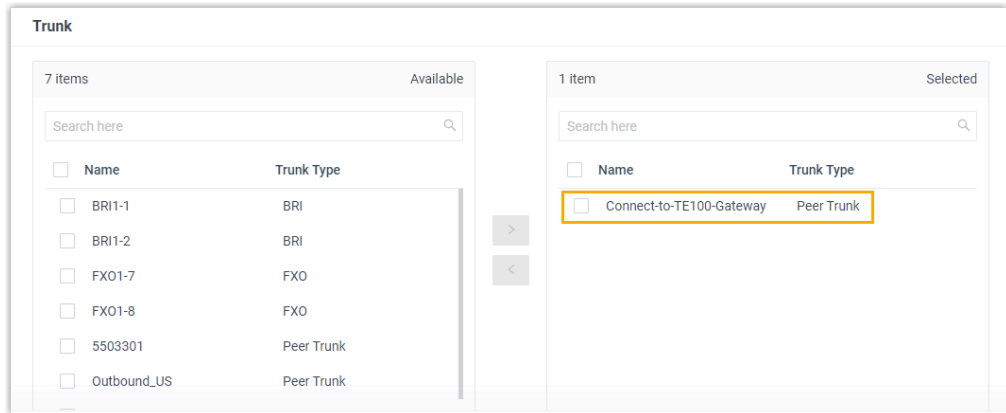 Trunk
7 items Available
Search here
Name Trunk Type
BRI1-1 BRI
BRI1-2 BRI
FXO1-7 FXO
FXO1-8 FXO
5503301 Peer Trunk
Outbound_US Peer Trunk
>
<
1 item Selected
Search here
Name Trunk Type
Connect-to-TE100-Gateway Peer Trunk